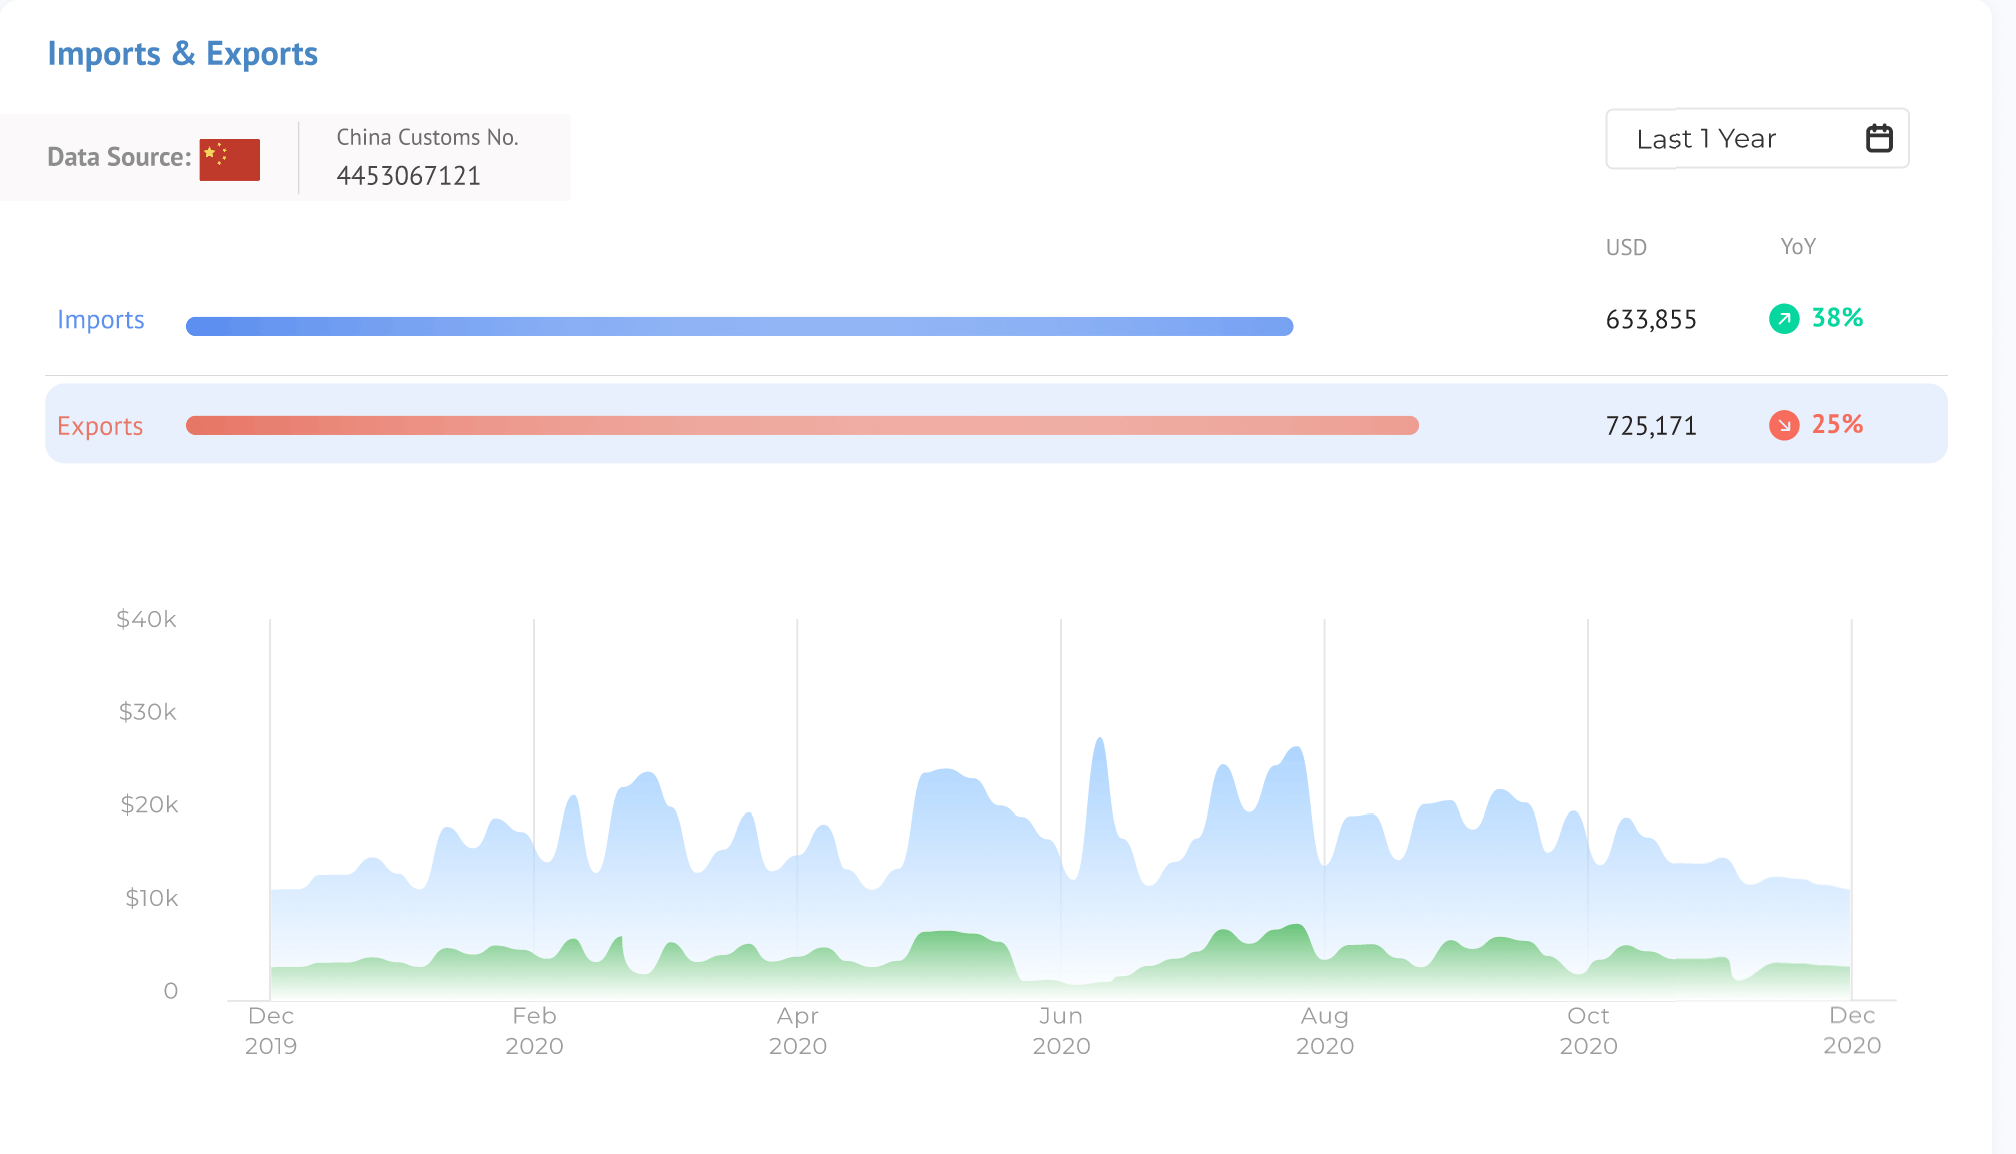 Imports & Exports
Data Source:
China Customs No.
4453067121
Last 1 Year
USD YoY
Imports 633,855 38%
Exports 725,171 25%
$40k
$30k
$20k
$10k
0
Dec Feb Apr Jun Aug Oct Dec
2019 2020 2020 2020 2020 2020 2020